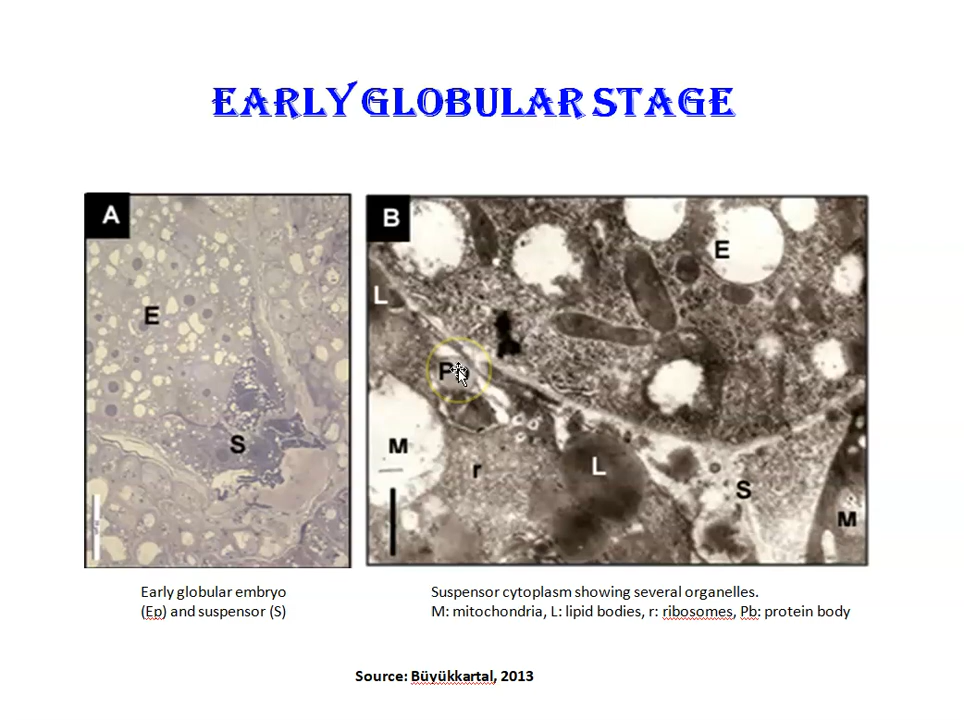 EARLY GLOBULAR STAGE
A
E
S
B
E
L
Pb
M
r
L
S
M
Early globular embryo
(Ep) and suspensor (S)
Suspensor cytoplasm showing several organelles.
M: mitochondria, L: lipid bodies, r: ribosomes, Pb: protein body
Source: Büyükkartal, 2013